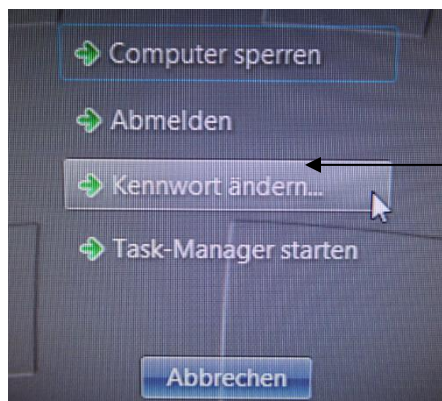 Computer sperren
Abmelden
Kennwort ändern...
Task-Manager starten
Abbrechen